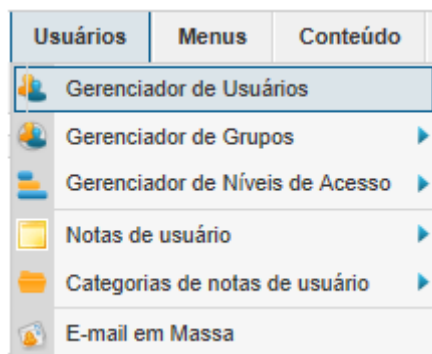 Usuários Menus Conteúdo
Gerenciador de Usuários
Gerenciador de Grupos
Gerenciador de Níveis de Acesso
Notas de usuário
Categorias de notas de usuário
E-mail em Massa